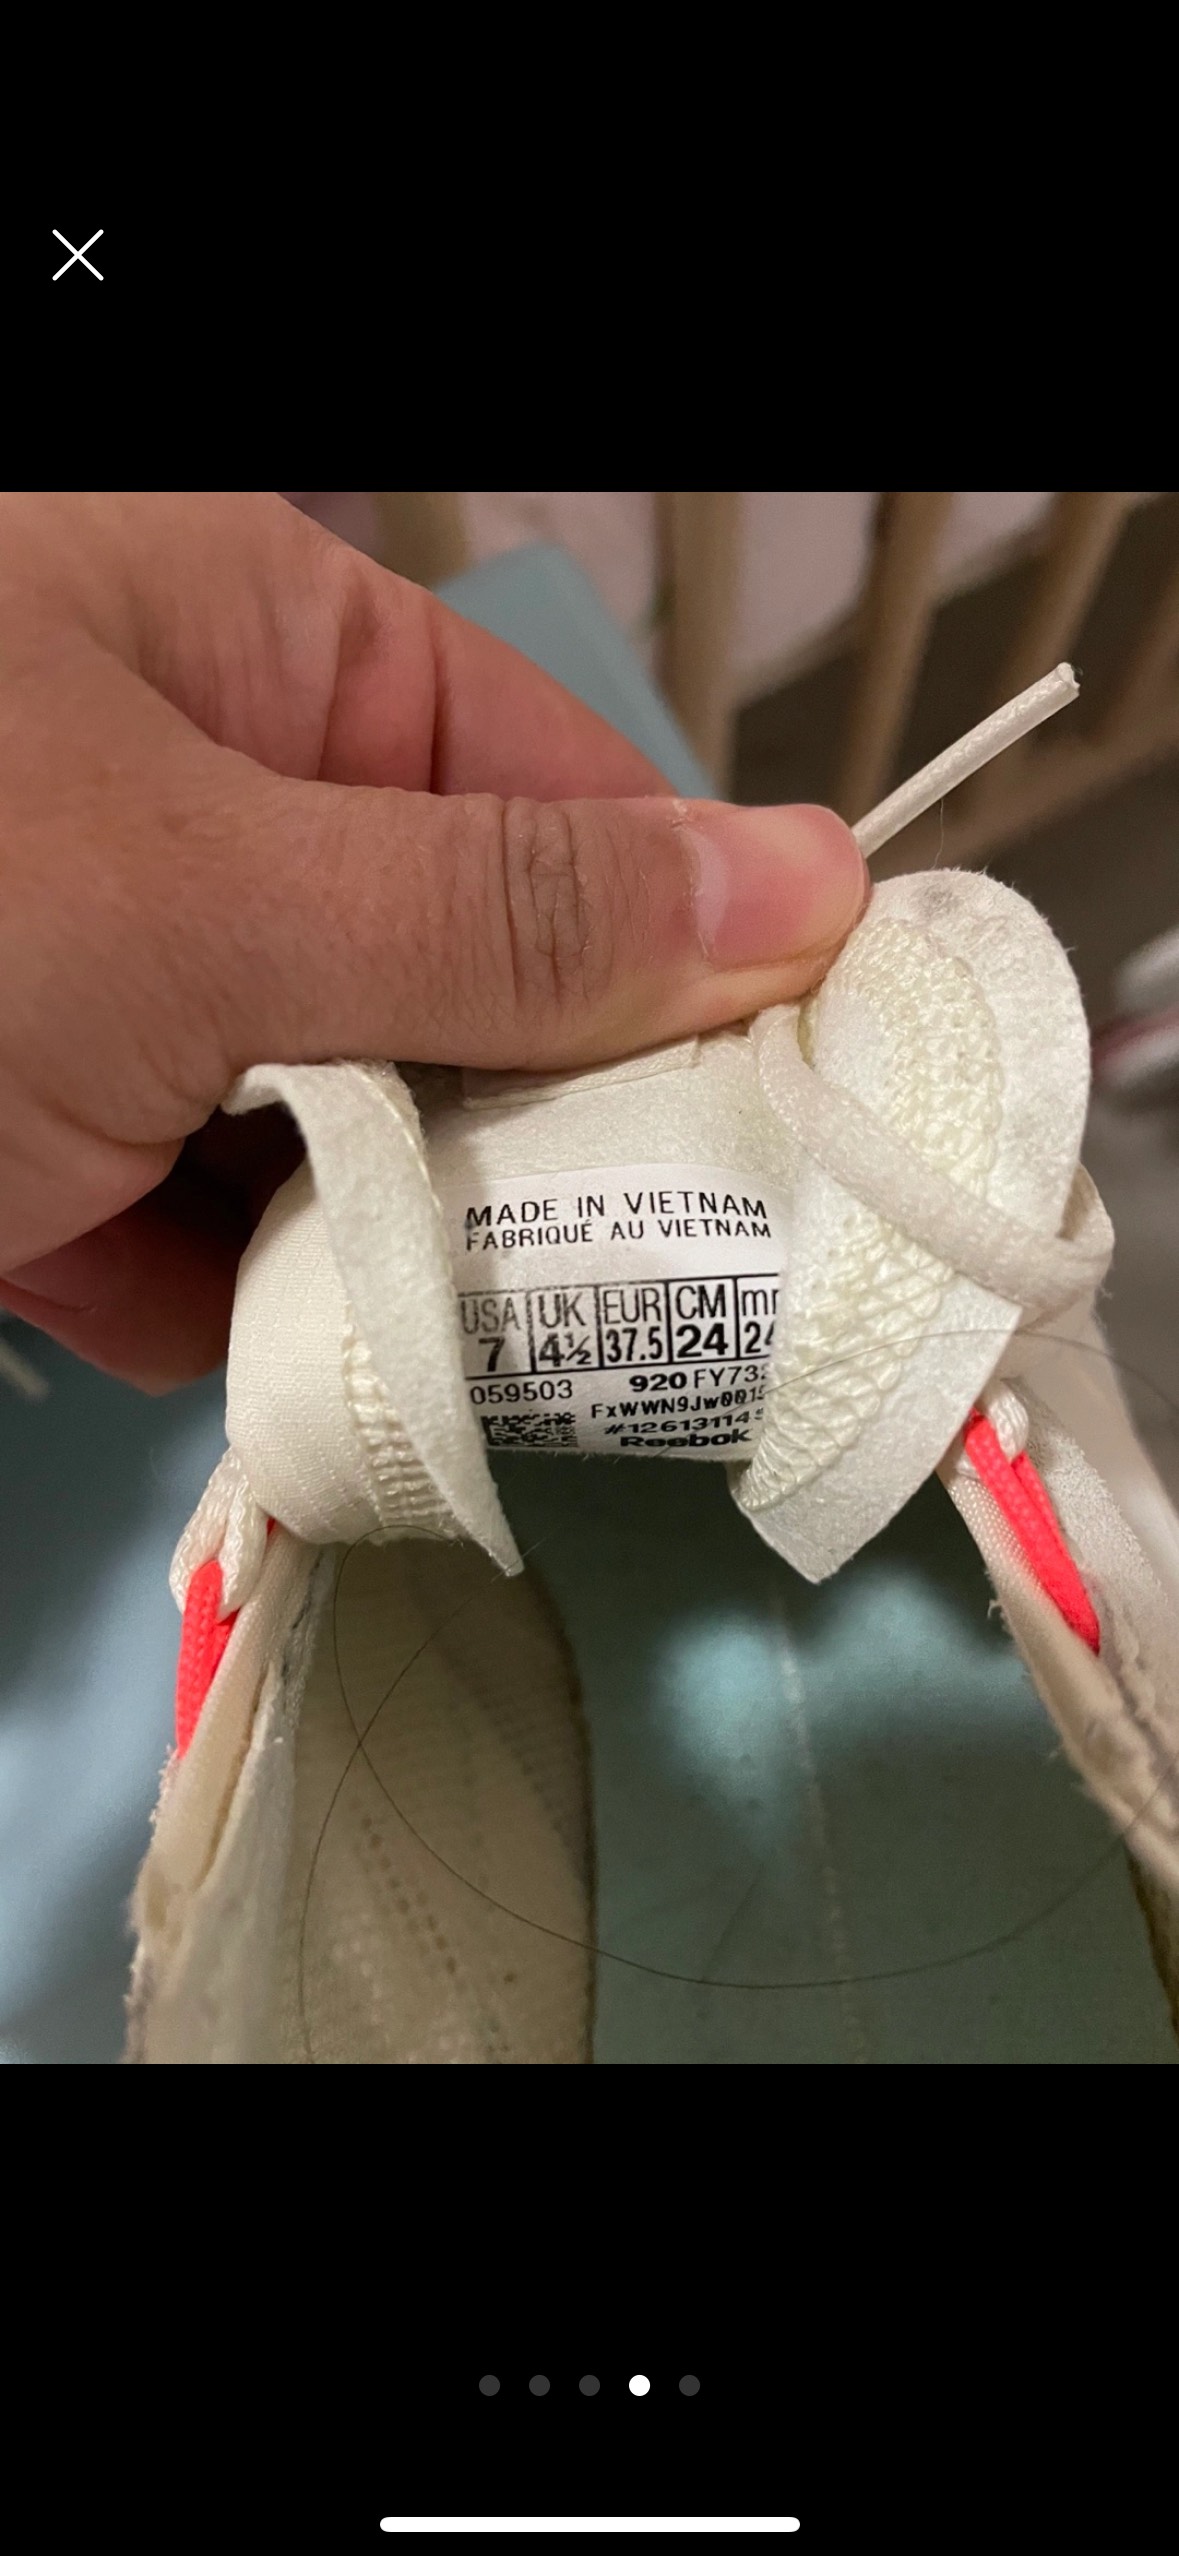 MADE IN VIETNAM
FABRIQUÉ AU VIETNAM
USA UK EUR CM
7 4½ 37.5 24
059503 920
Reebok